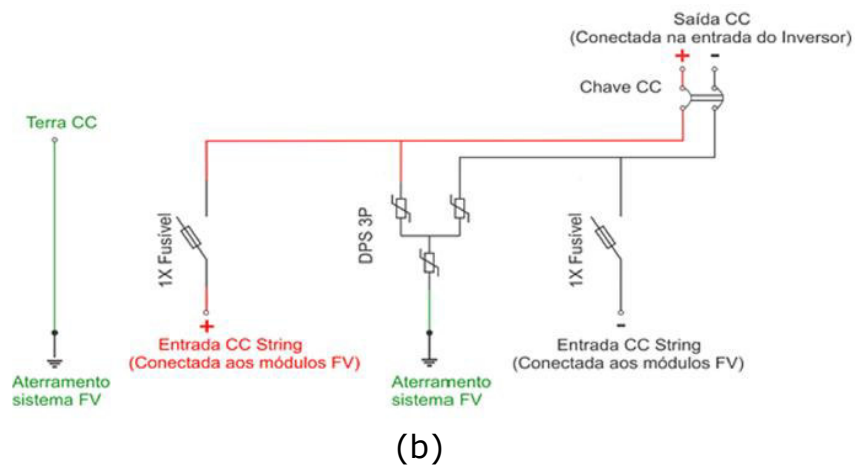 Saída CC
(Conectada na entrada do Inversor)
+ -
Chave CC
Terra CC
1X Fusível
DPS 3P
1X Fusível
+
-
Entrada CC String
(Conectada aos módulos FV)
Entrada CC String
(Conectada aos módulos FV)
Aterramento
sistema FV
Aterramento
sistema FV
(b)